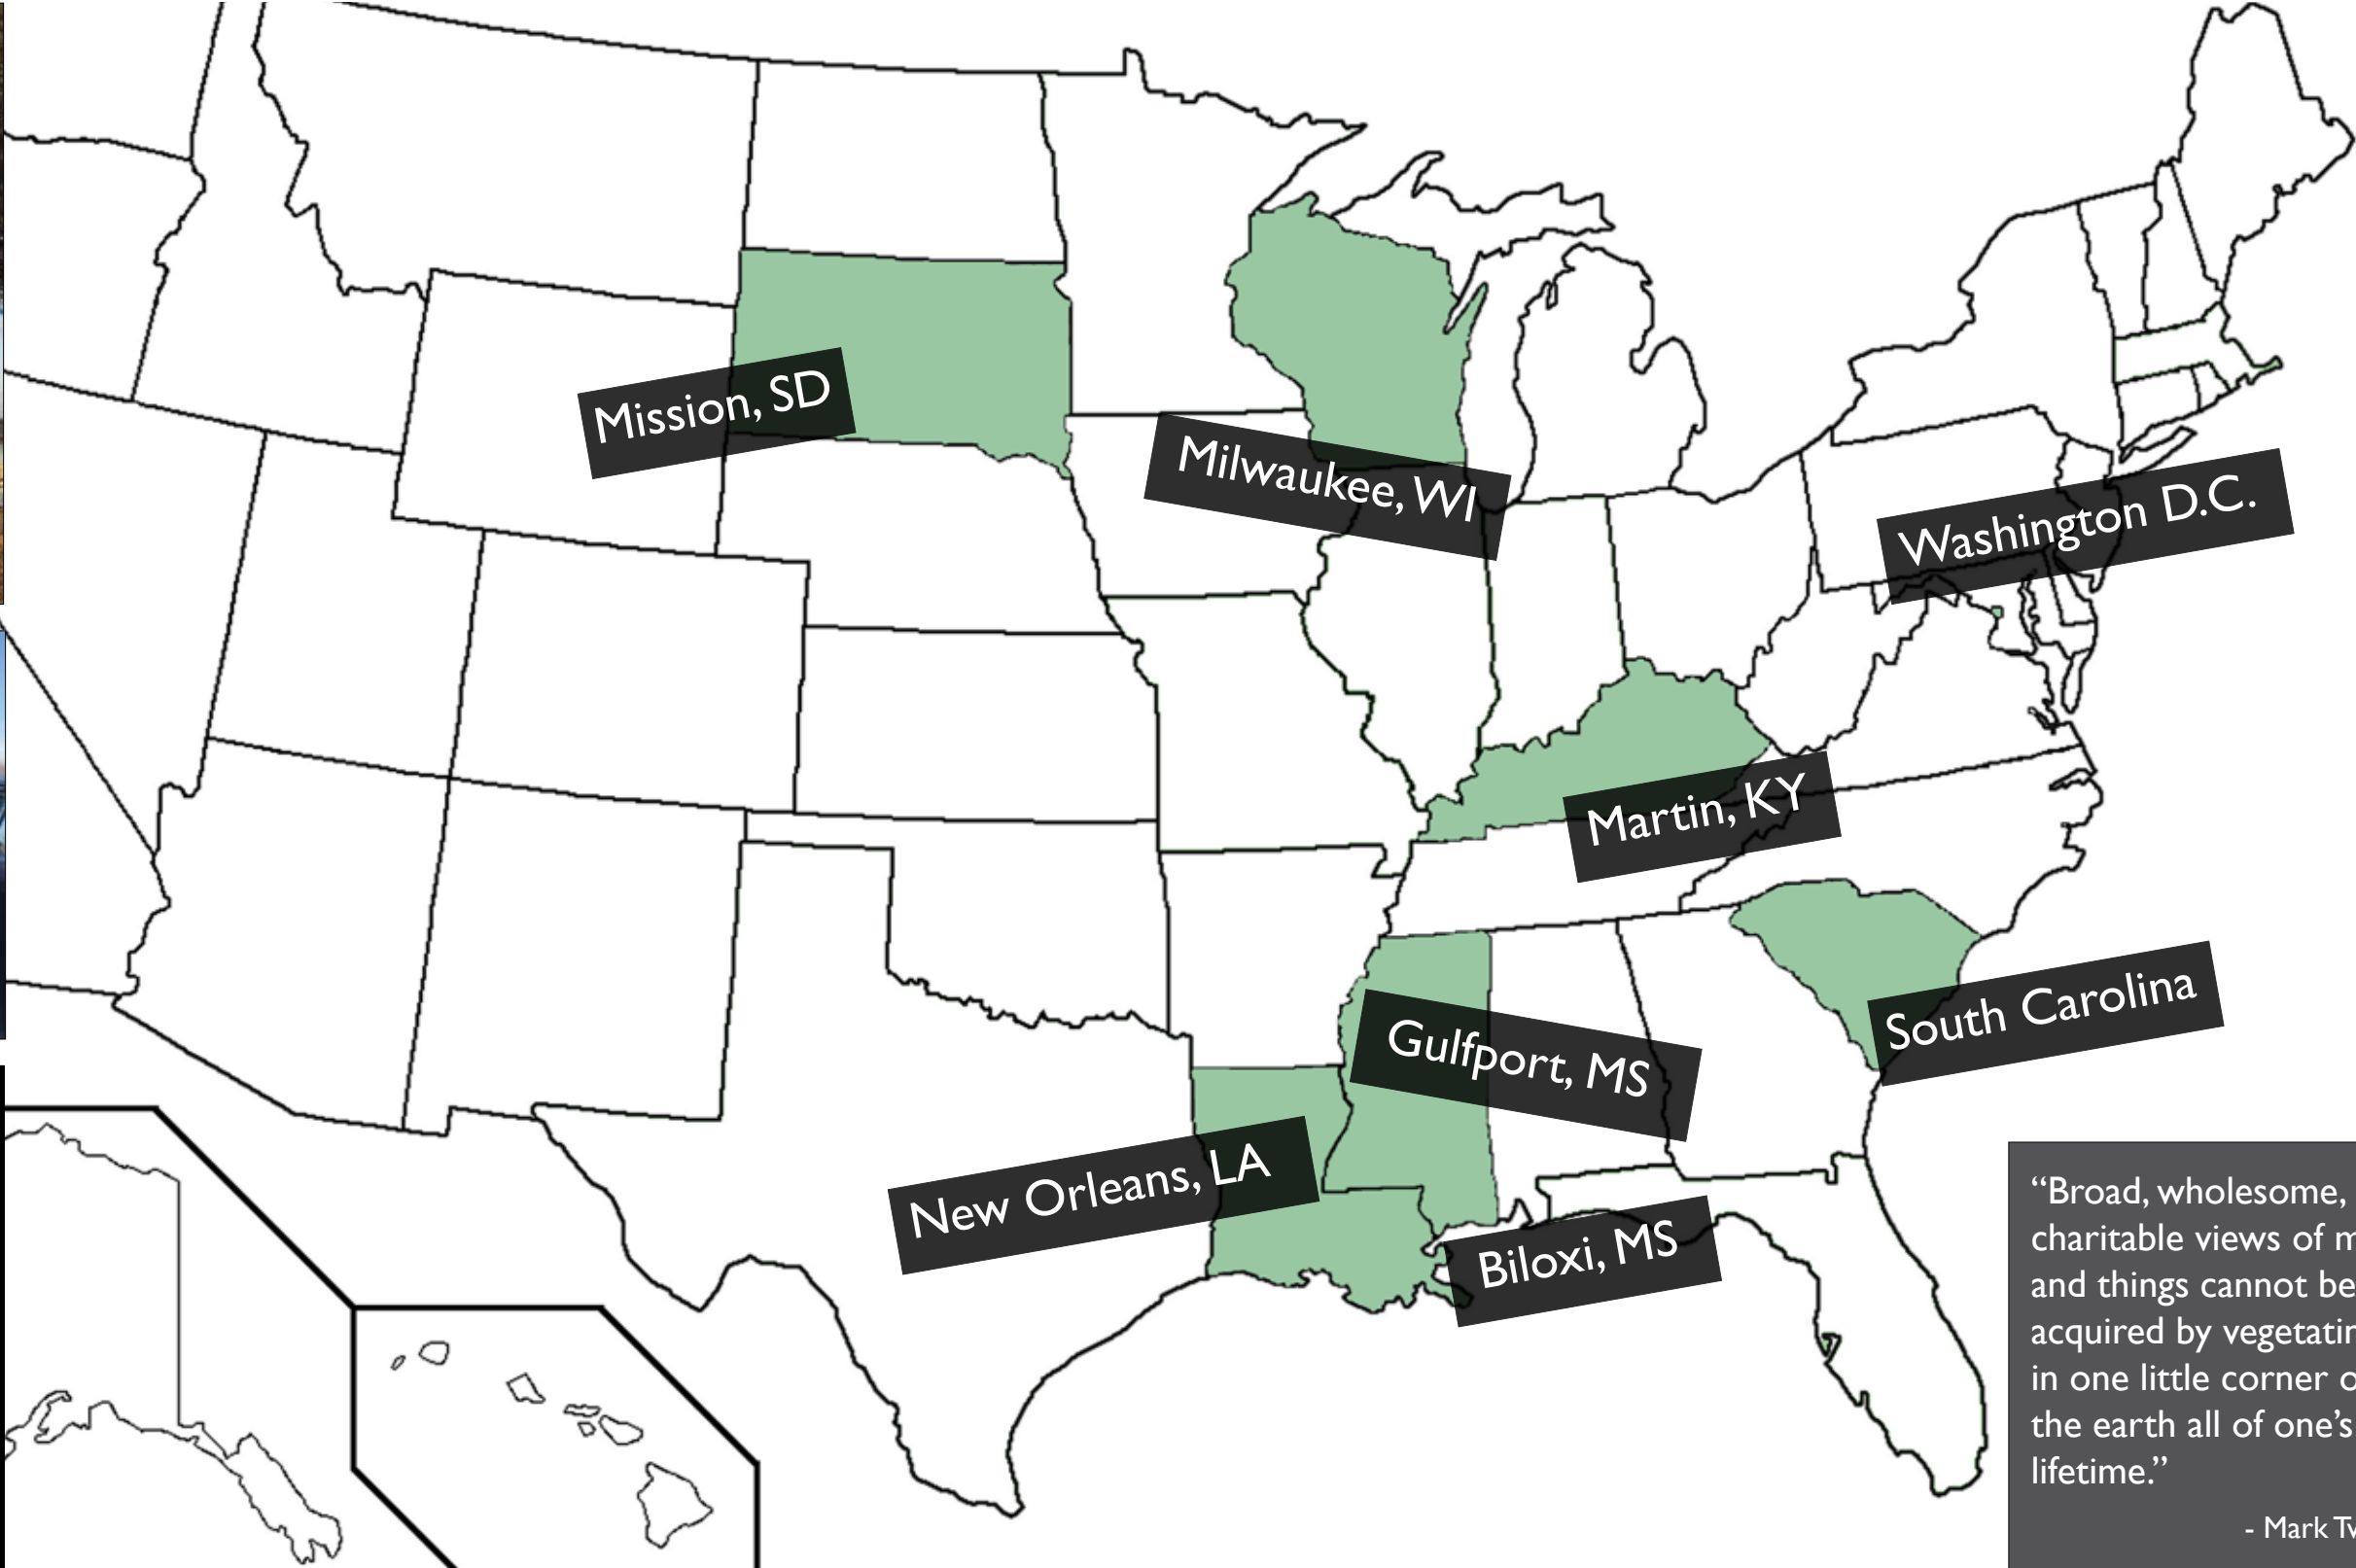 Mission, SD
Milwaukee, WI
Washington D.C.
Martin, KY
South Carolina
Gulfport, MS
New Orleans, LA
Biloxi, MS
“Broad, wholesome,
charitable views of
and things cannot be
acquired by
in one little corner
the earth all of one’s
lifetime.”
- Mark